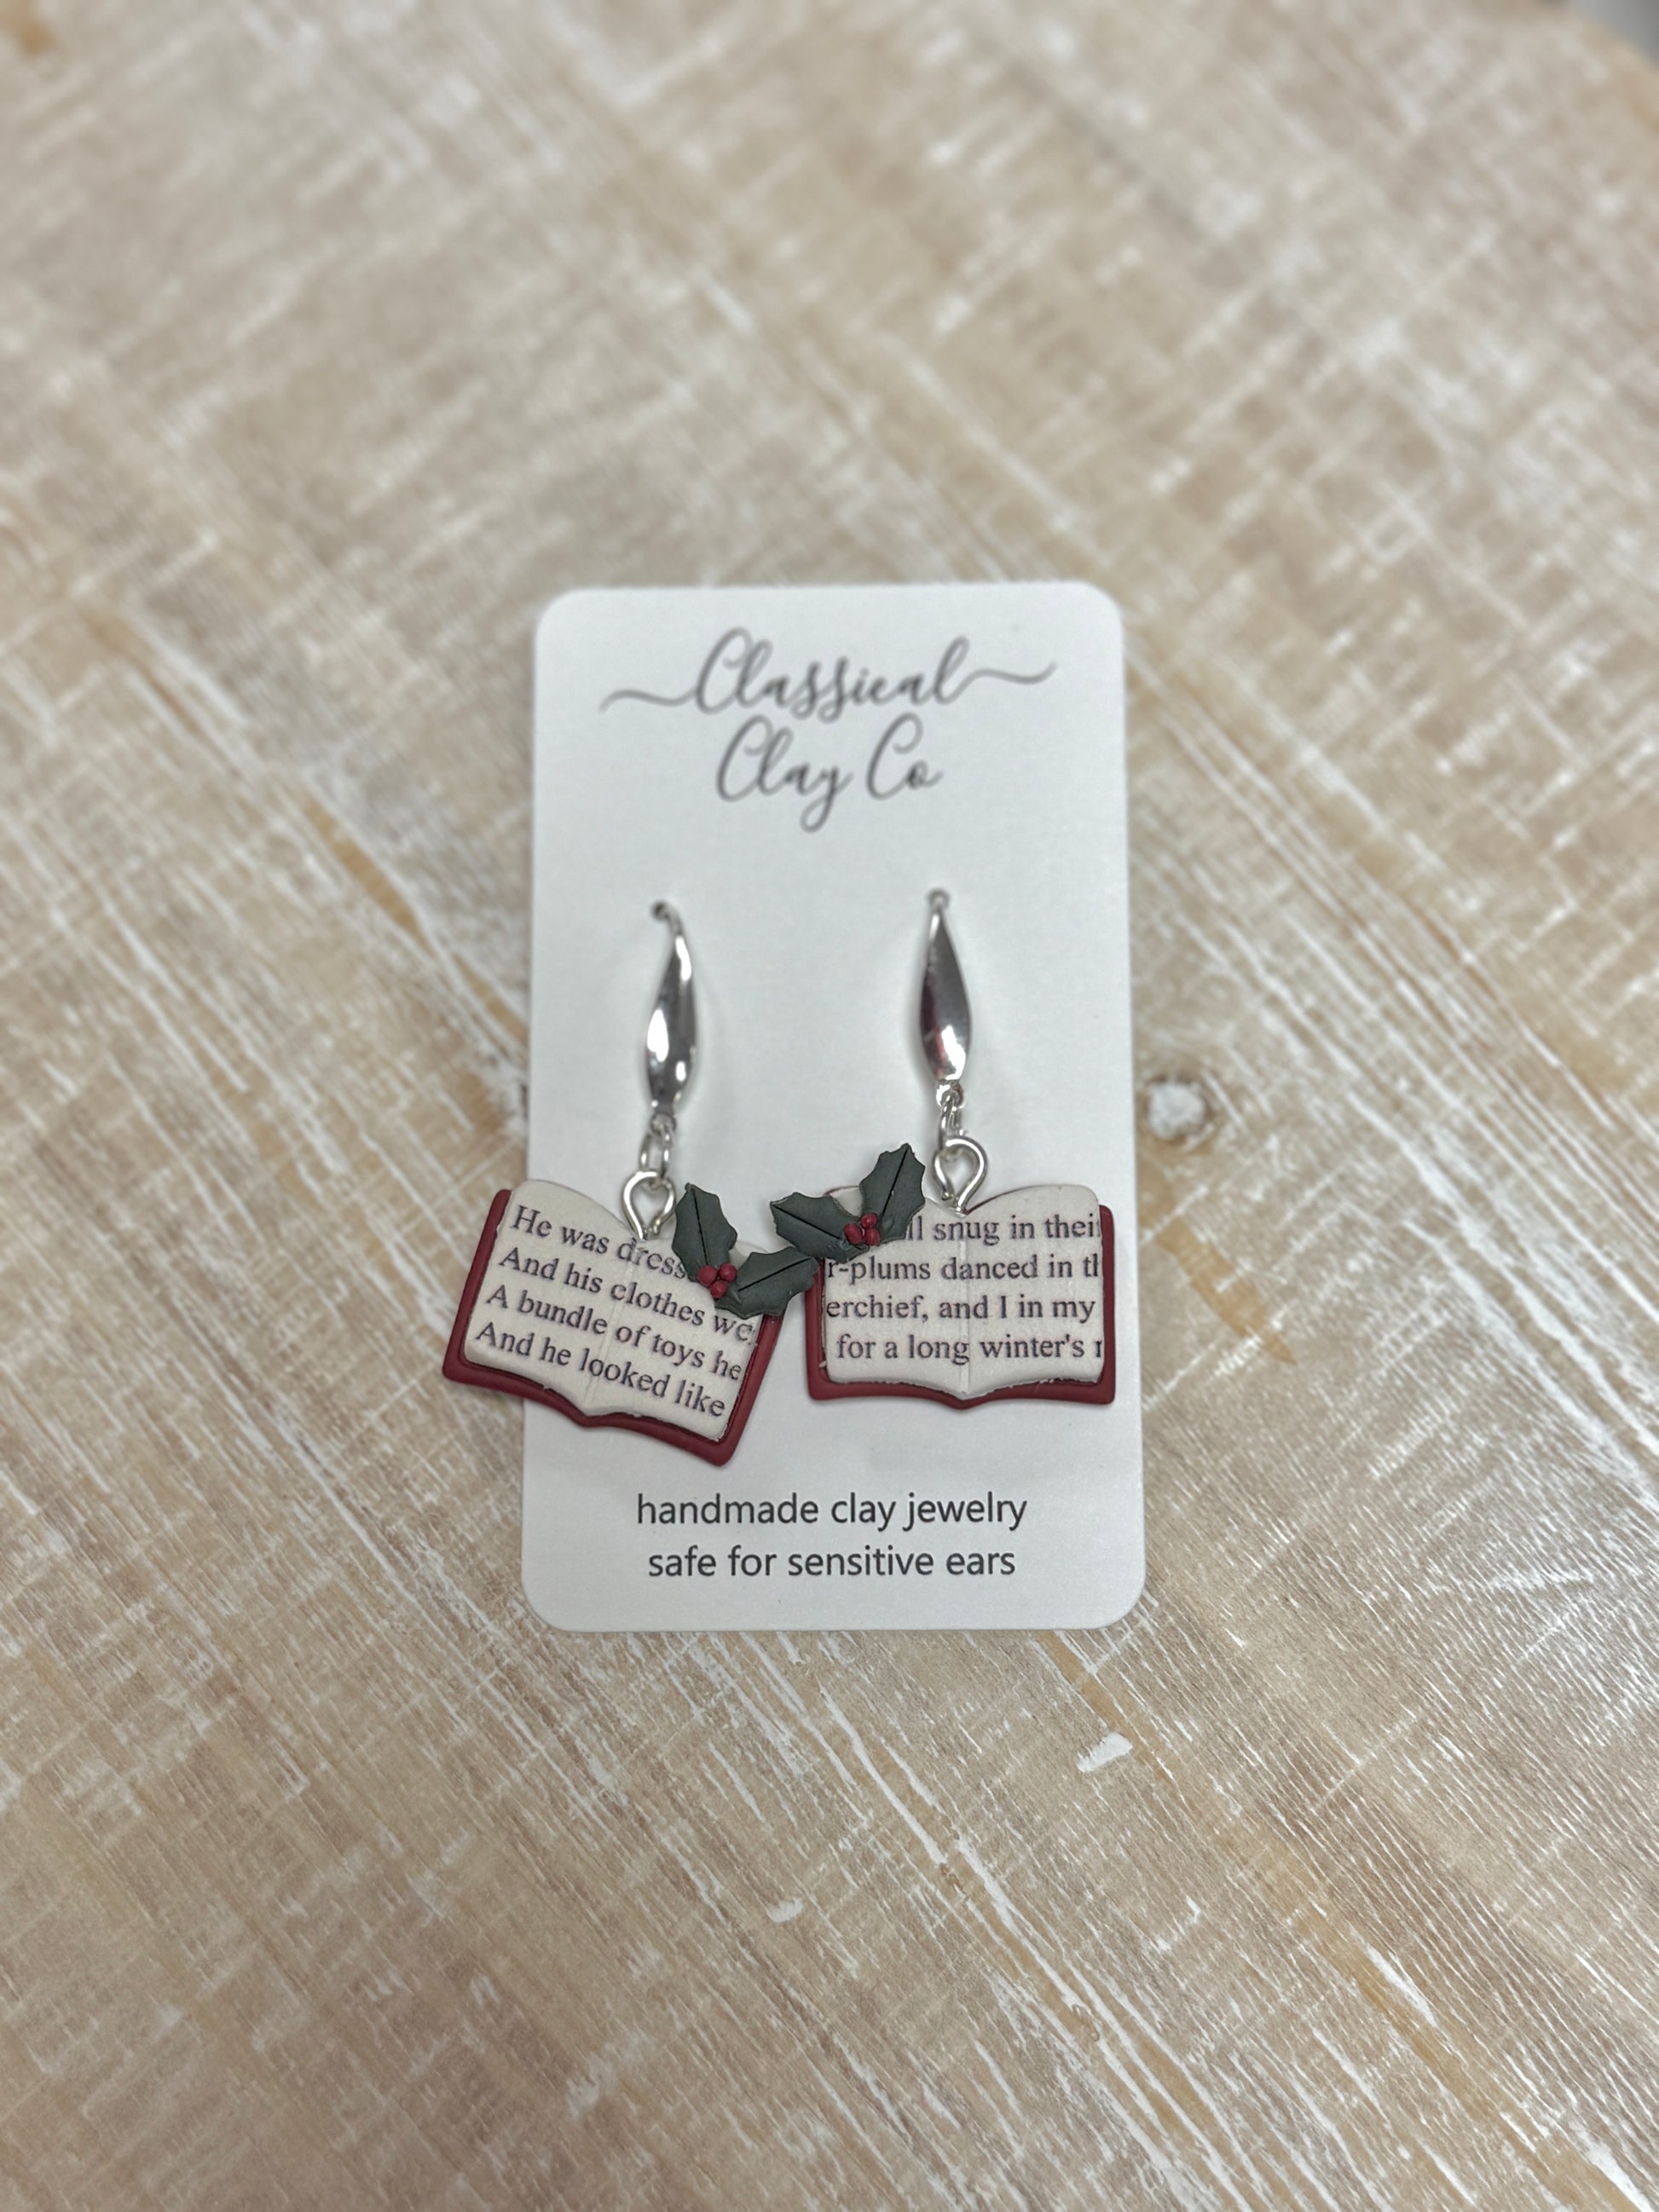 Classical
Clay Co
He was dress
And his clothes we
A bundle of toys he
And he looked like
ll snug in thei
r-plums danced in th
erchief, and I in my
for a long winter's
handmade clay jewelry
safe for sensitive ears